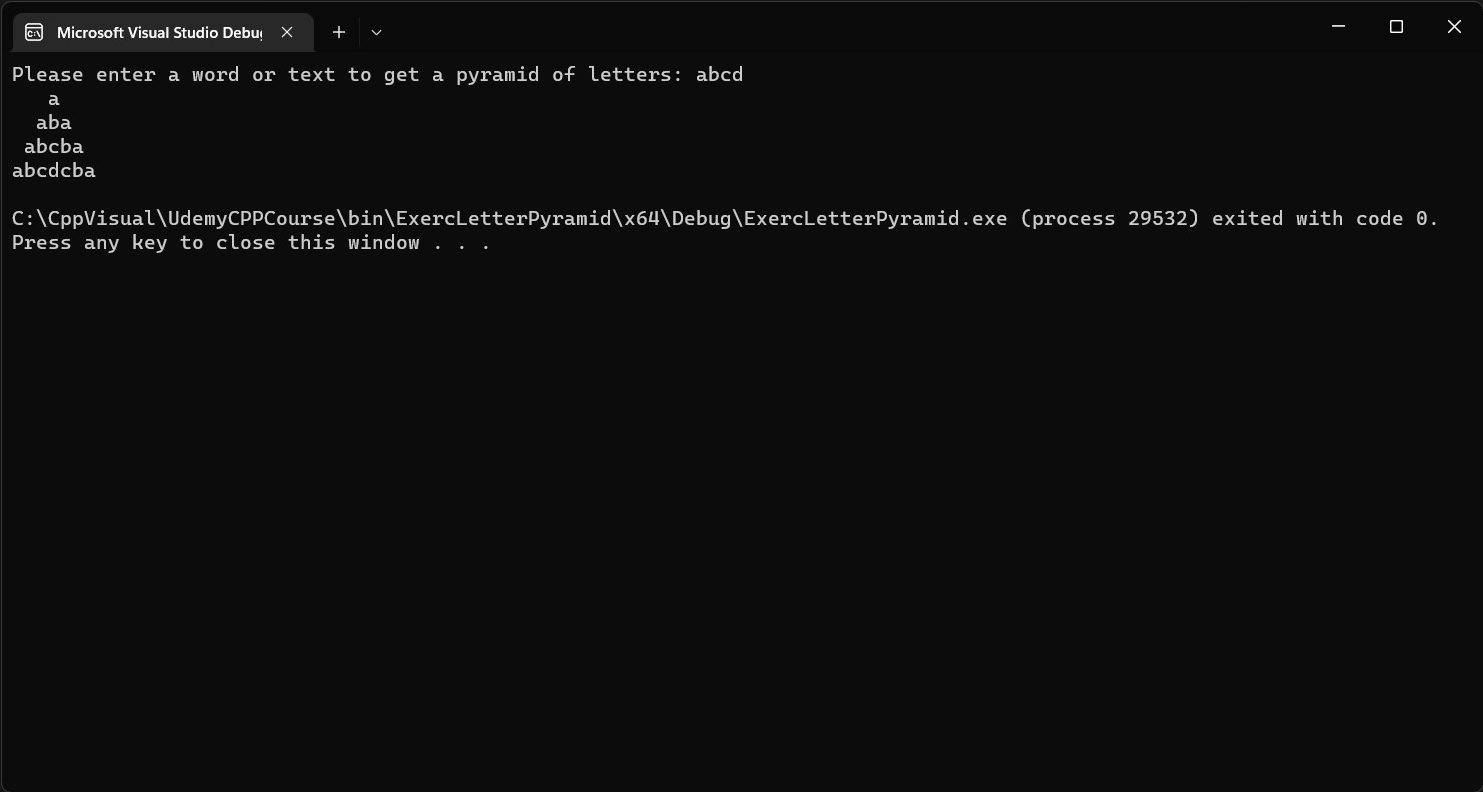 Microsoft Visual Studio Debug
Please enter a word or text to get a pyramid of letters: abcd
   a
  aba
 abcba
abcdcba
C:\CppVisual\UdemyCPPCourse\bin\ExercLetterPyramid\x64\Debug\ExercLetterPyramid.exe (process 29532) exited with code 0.
Press any key to close this window . . .